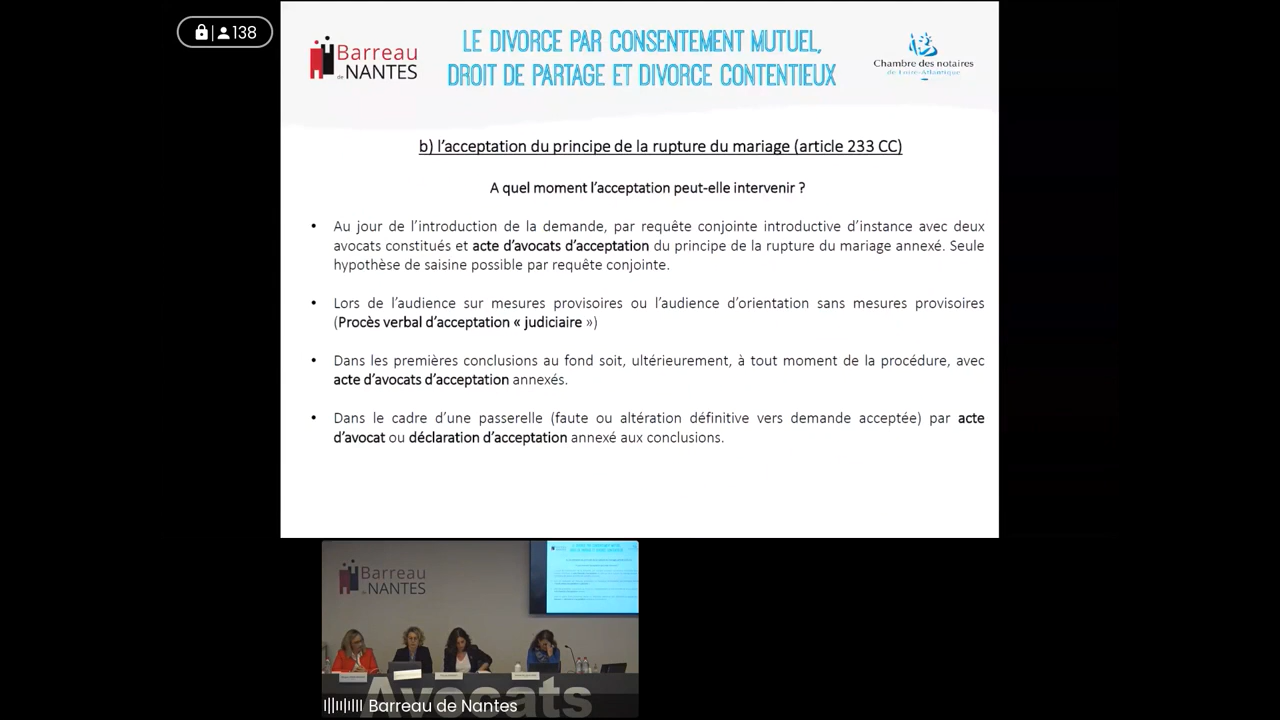 138
Barreau
de NANTES
LE DIVORCE PAR CONSENTEMENT MUTUEL,
DROIT DE PARTAGE ET DIVORCE CONTENTIEUX
Chambre des notaires
de Loire-Atlantique
b) l’acceptation du principe de la rupture du mariage (article 233 CC)
A quel moment l’acceptation peut-elle intervenir ?
• Au jour de l’introduction de la demande, par requête conjointe introductive d’instance avec deux
avocats constitués et acte d’avocats d’acceptation du principe de la rupture du mariage annexé. Seule
hypothèse de saisine possible par requête conjointe.
• Lors de l’audience sur mesures provisoires ou l’audience d’orientation sans mesures provisoires
(Procès verbal d’acceptation « judiciaire »)
• Dans les premières conclusions au fond soit, ultérieurement, à tout moment de la procédure, avec
acte d’avocats d’acceptation annexés.
• Dans le cadre d’une passerelle (faute ou altération définitive vers demande acceptée) par acte
d’avocat ou déclaration d’acceptation annexé aux conclusions.
Barreau
de NANTES
Avocats
Barreau de Nantes